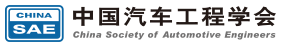 CHINA
SAE
中国汽车工程学会
China Society of Automotive Engineers